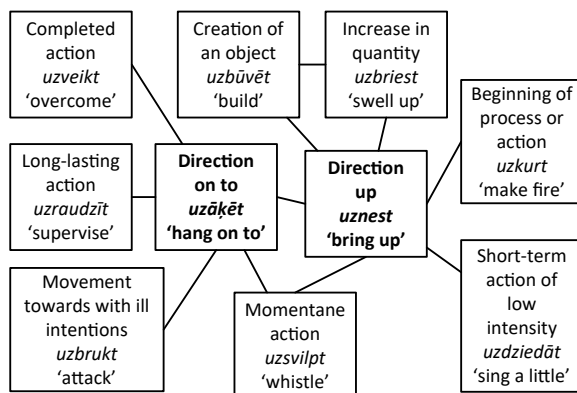 Completed
action
uzveikt
'overcome'
Creation of
an object
uzbūvēt
'build'
Increase in
quantity
uzbriest
'swell up'
Beginning of
process or
action
uzkurt
'make fire'
Long-lasting
action
uzraudzīt
'supervise'
Direction
on to
uzāķēt
'hang on to'
Direction
up
uznest
'bring up'
Movement
towards with ill
intentions
uzbrukt
'attack'
Momentane
action
uzsvilpt
'whistle'
Short-term
action of
low
intensity
uzdziedāt
'sing a little'